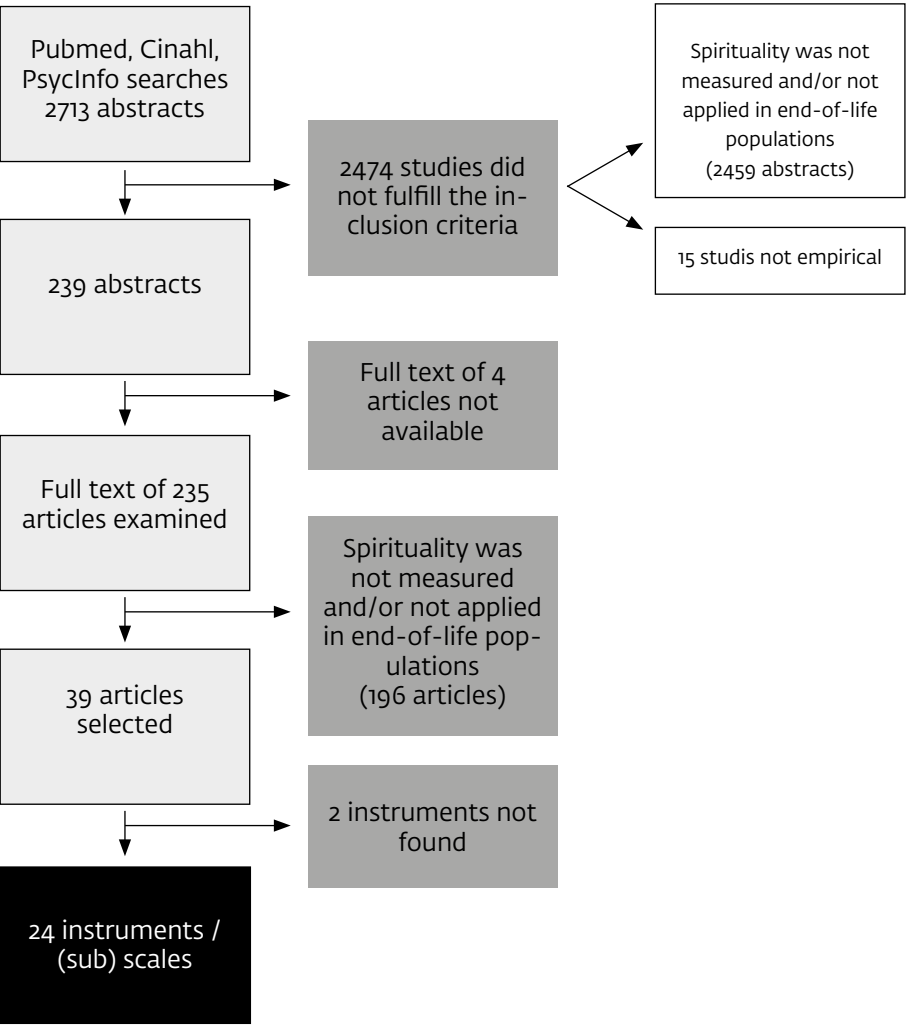 Pubmed, Cinahl,
PsycInfo searches
2713 abstracts
2474 studies did
not fulfill the in-
clusion criteria
Spirituality was not
measured and/or not
applied in end-of-life
populations
(2459 abstracts)
15 studis not empirical
239 abstracts
Full text of 4
articles not
available
Full text of 235
articles examined
Spirituality was
not measured
and/or not applied
in end-of-life pop-
ulations
(196 articles)
39 articles
selected
2 instruments not
found
24 instruments /
(sub) scales